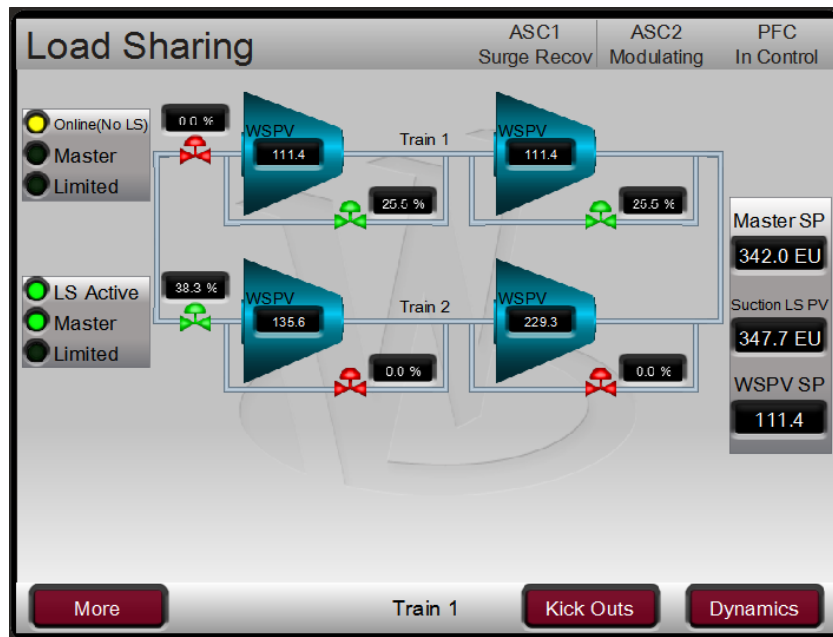 Load Sharing
ASC1
Surge Recov
ASC2
Modulating
PFC
In Control
Online(No LS)
Master
Limited
0.0 %
WSPV
111.4
Train 1
WSPV
111.4
25.5 %
25.5 %
LS Active
Master
Limited
38.3 %
WSPV
135.6
Train 2
WSPV
229.3
0.0 %
0.0 %
Master SP
342.0 EU
Suction LS PV
347.7 EU
WSPV SP
111.4
More
Train 1
Kick Outs
Dynamics